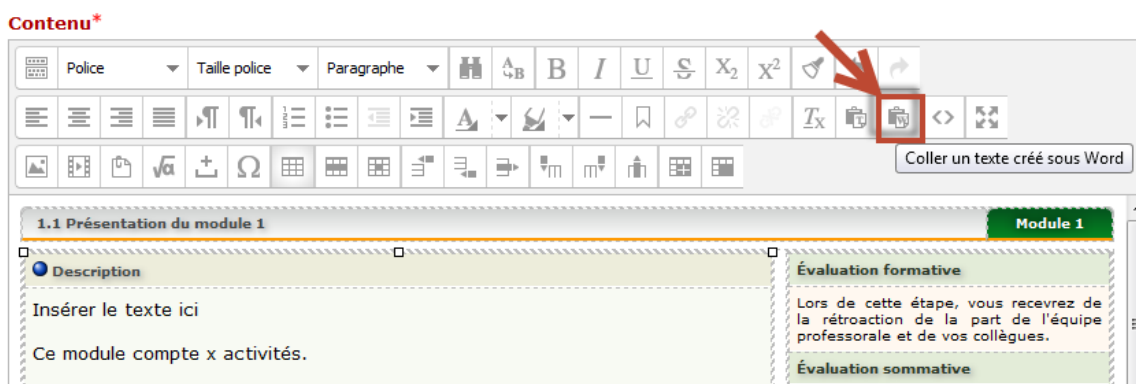 Contenu*
Police Taille police Paragraphe
Coller un texte créé sous Word
1.1 Présentation du module 1 Module 1
Description
Insérer le texte ici
Ce module compte x activités.
Évaluation formative
Lors de cette étape, vous recevrez de
la rétroaction de la part de l'équipe
professorale et de vos collègues.
Évaluation sommative